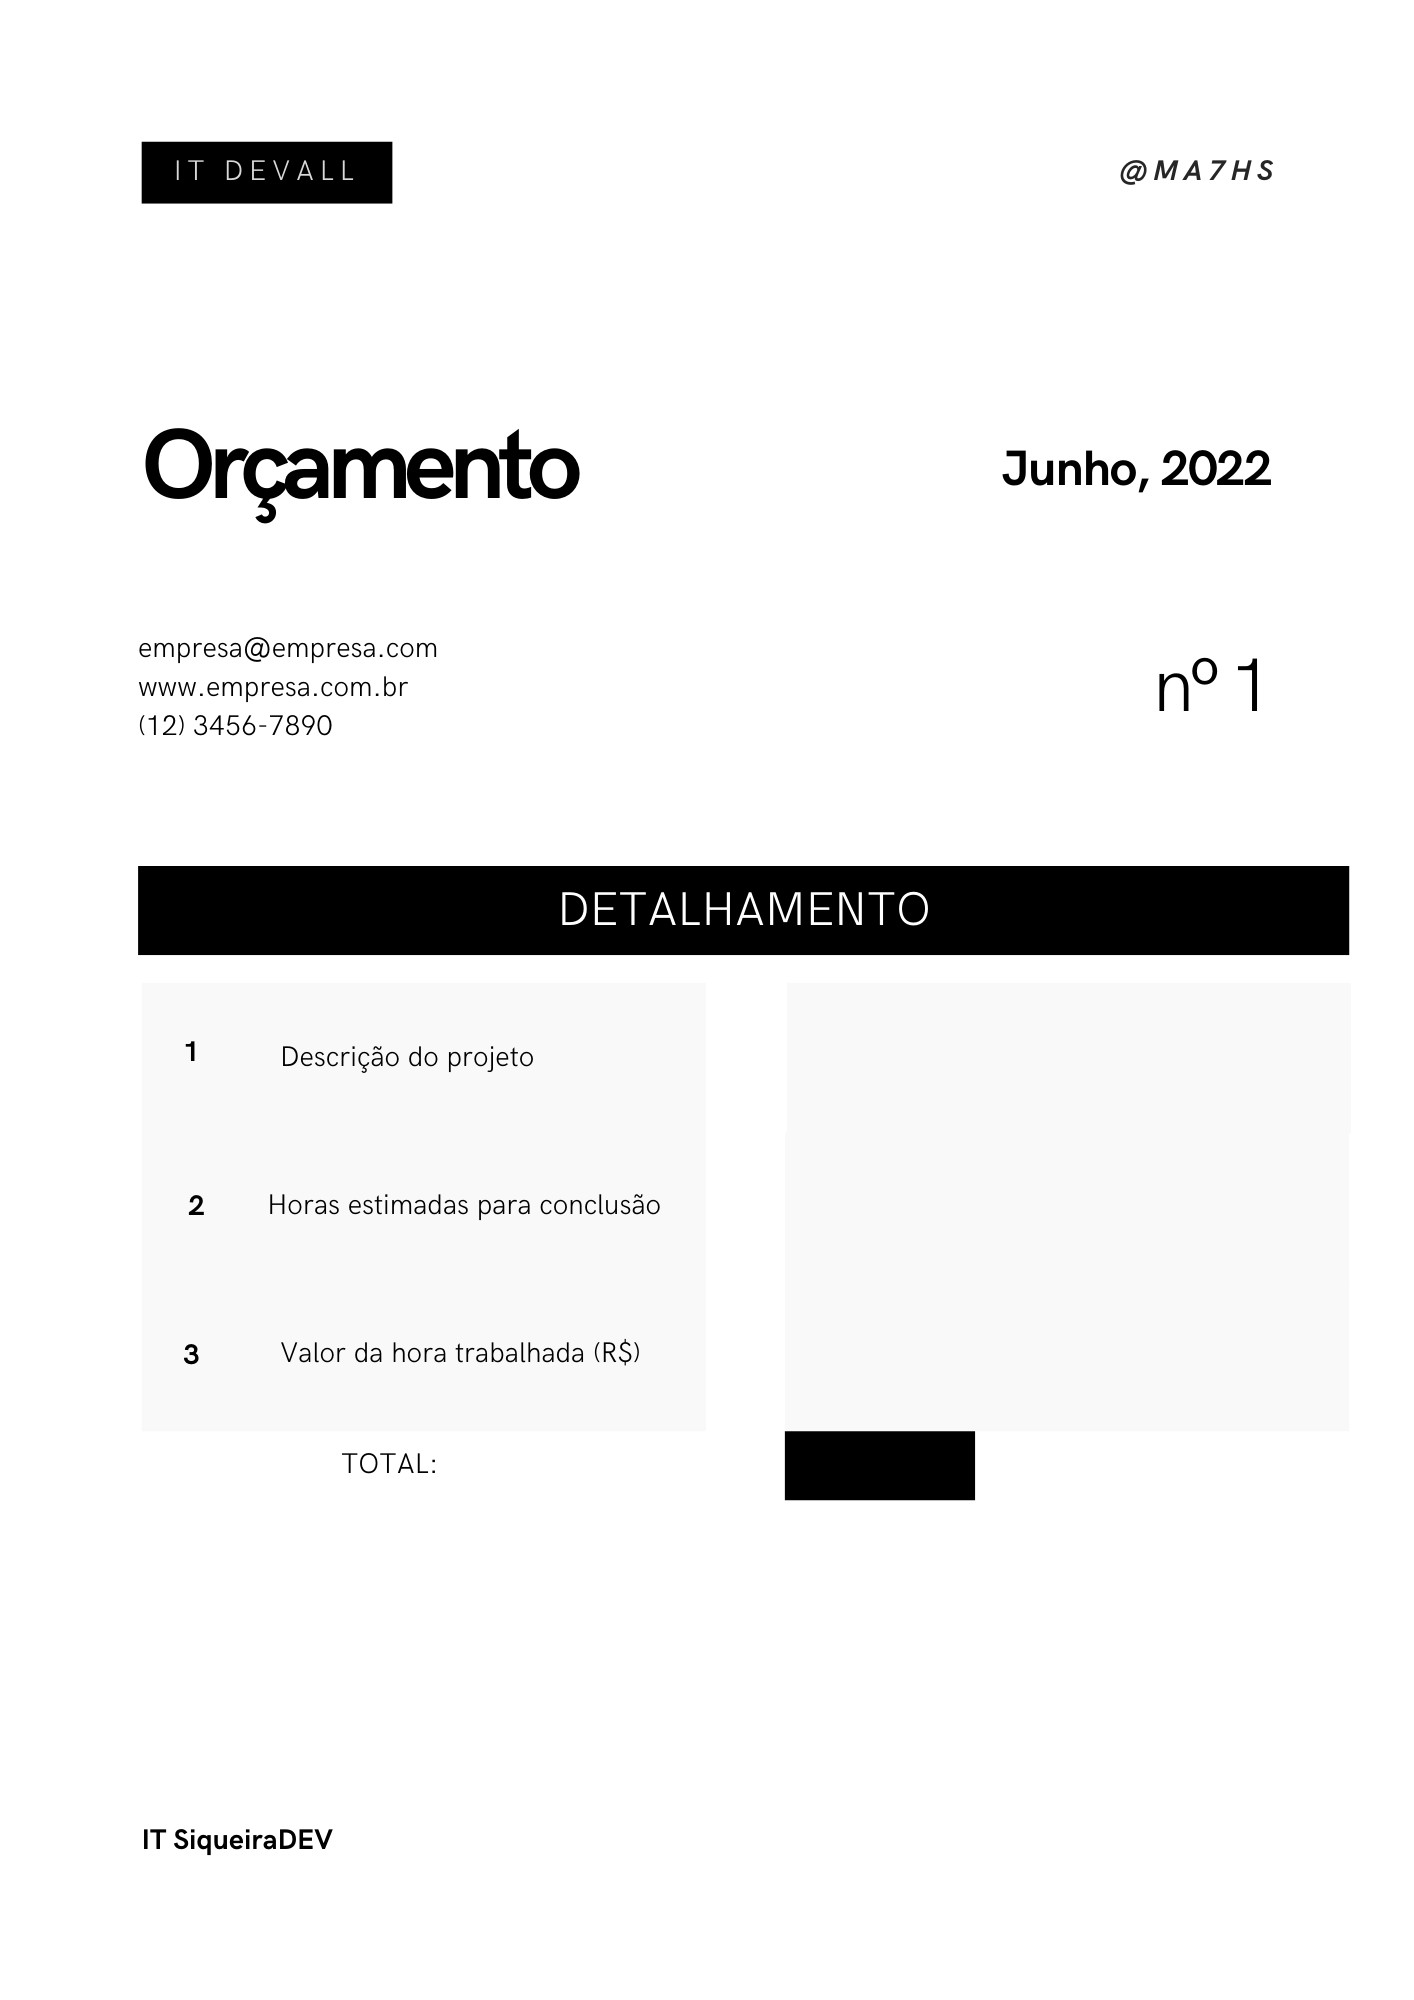 IT DEVALL
@MA7HS
Orçamento
Junho, 2022
empresa@empresa.com
www.empresa.com.br
(12) 3456-7890
nº 1
DETALHAMENTO
1 Descrição do projeto
2 Horas estimadas para conclusão
3 Valor da hora trabalhada (R$)
TOTAL:
IT SiqueiraDEV